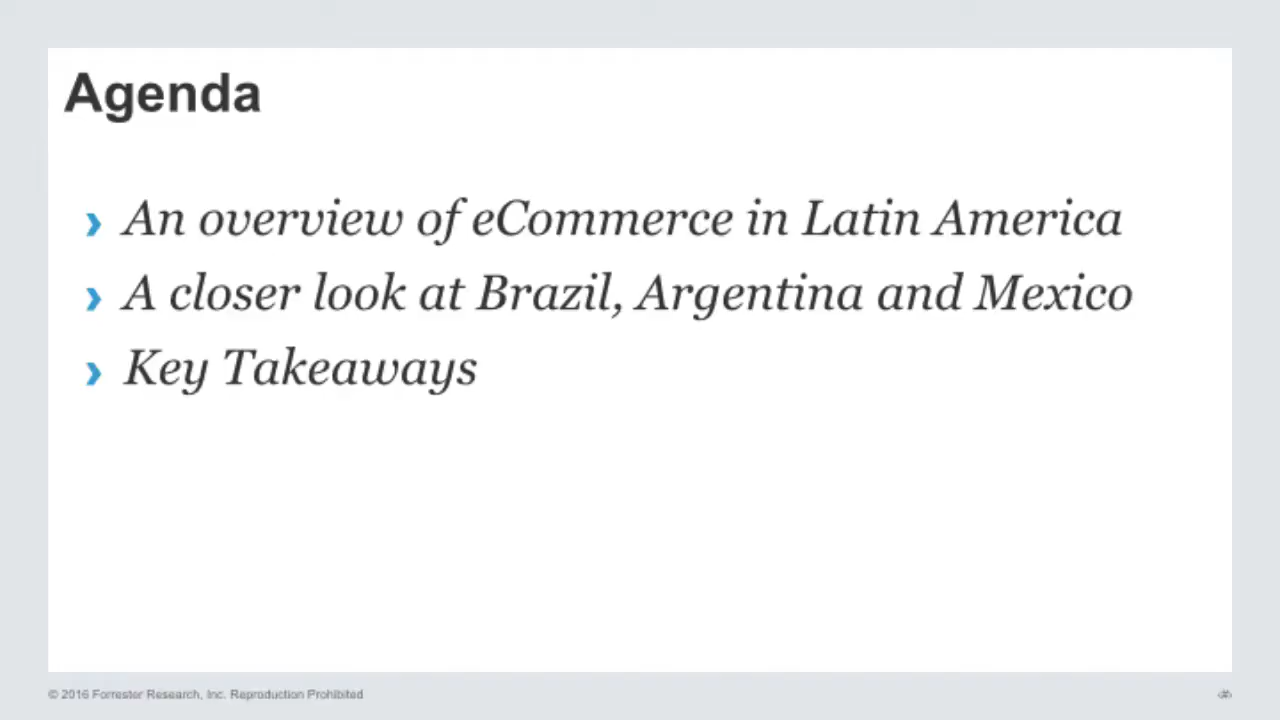 Agenda
› An overview of eCommerce in Latin America
› A closer look at Brazil, Argentina and Mexico
› Key Takeaways
© 2016 Forrester Research, Inc. Reproduction Prohibited
‹#›